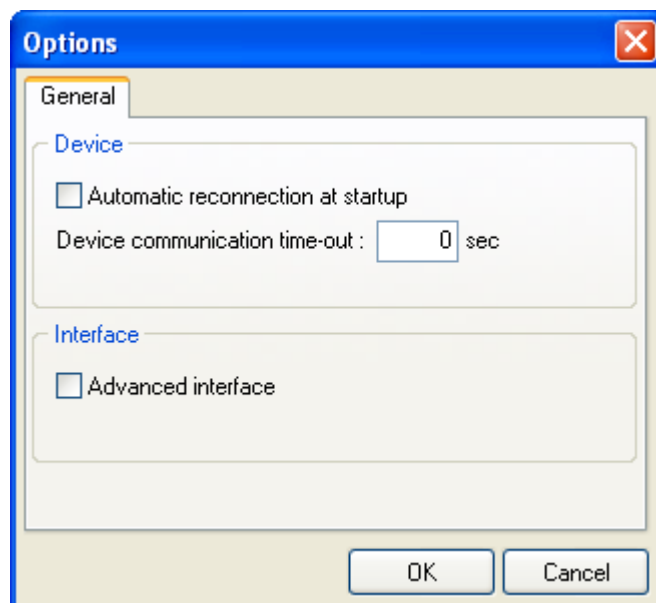 Options
General
Device
Automatic reconnection at startup
Device communication time-out : 0 sec
Interface
Advanced interface
OK Cancel